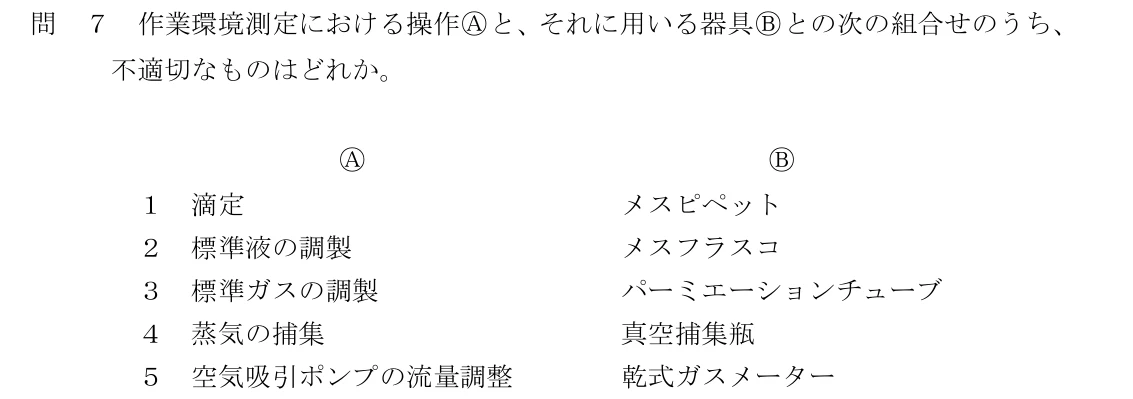 問 7 作業環境測定における操作Ⓐと、それに用いる器具Ⓑとの次の組合せのうち、
不適切なものはどれか。
Ⓐ Ⓑ
1 滴定 メスピペット
2 標準液の調製 メスフラスコ
3 標準ガスの調製 パーミエーションチューブ
4 蒸気の捕集 真空捕集瓶
5 空気吸引ポンプの流量調整 乾式ガスメーター